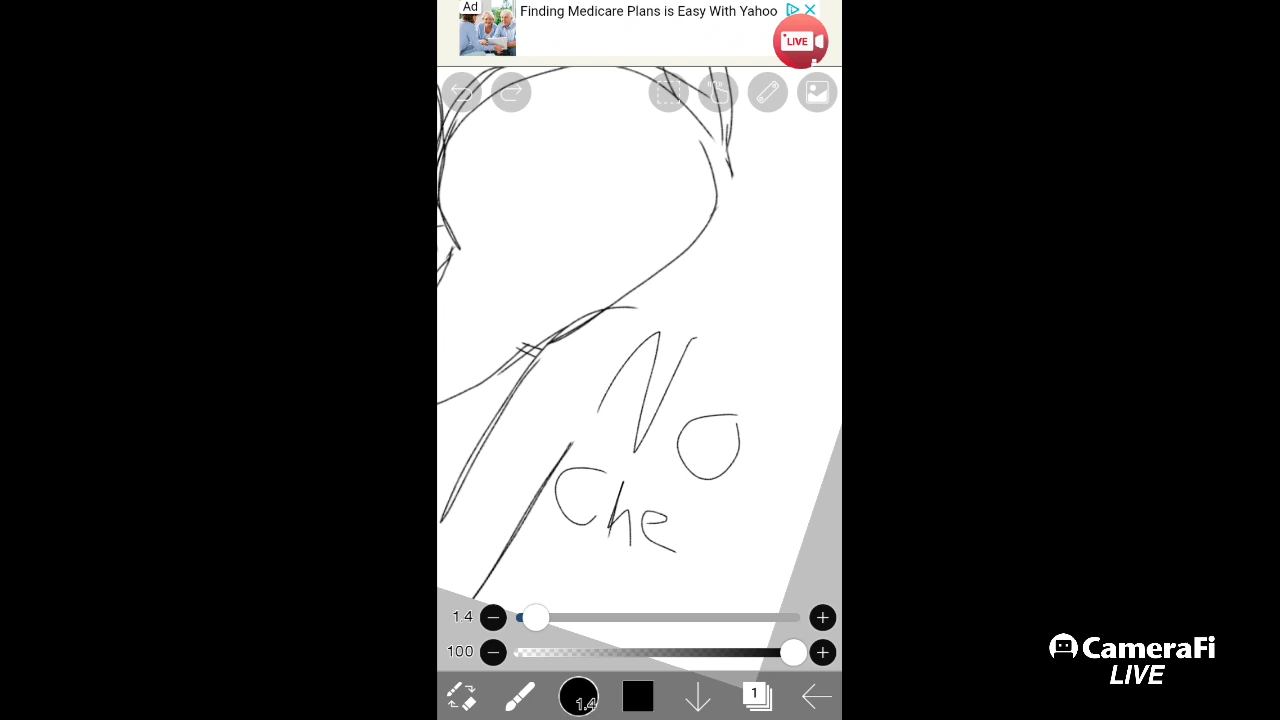 Ad
Finding Medicare Plans is Easy With Yahoo
LIVE
No
Che
1.4
100
1.4
1
CameraFi
LIVE